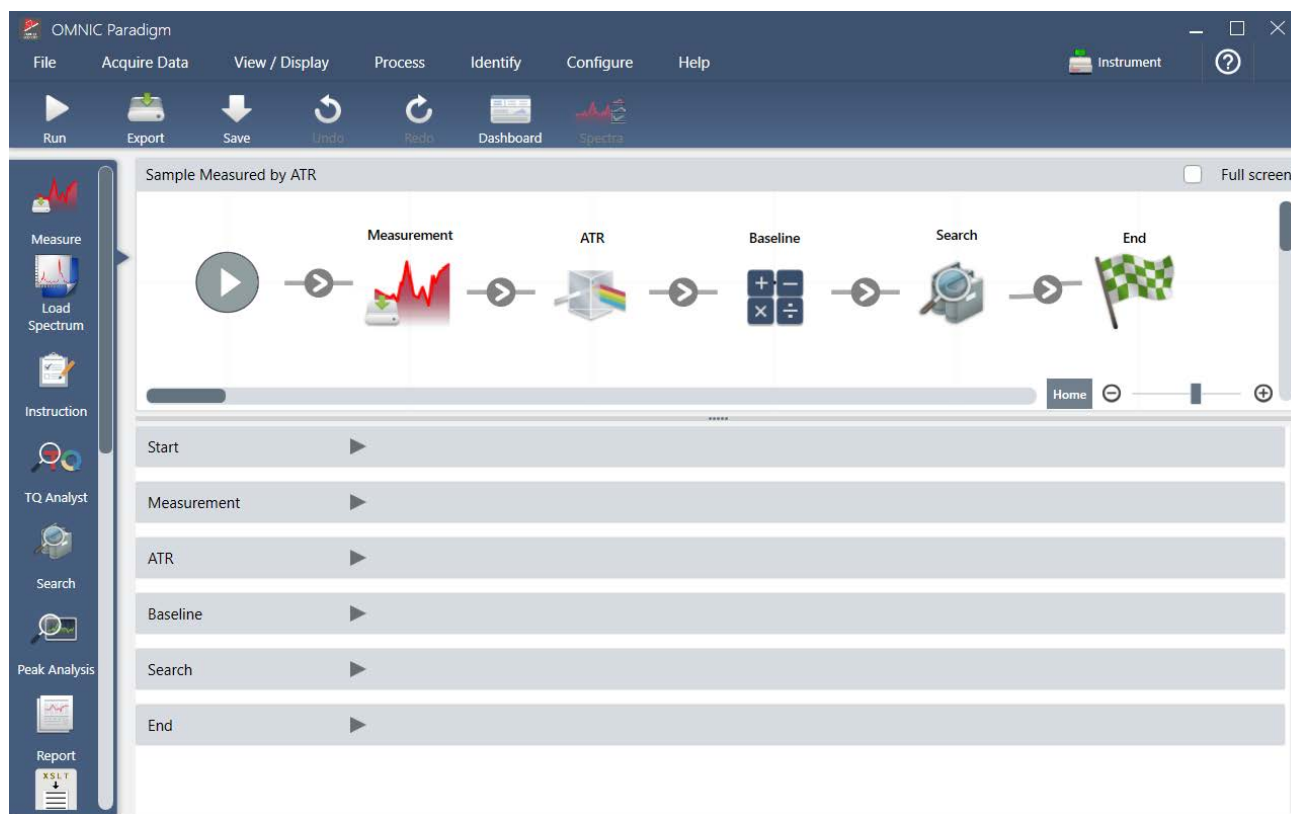 OMNIC Paradigm
File Acquire Data View / Display Process Identify Configure Help Instrument
Run Export Save Undo Redo Dashboard Spectra
Sample Measured by ATR Full screen
Measurement ATR Baseline Search End
Home
Measure
Load
Spectrum
Instruction
TQ Analyst
Search
Peak Analysis
Report
XSLT
Start
Measurement
ATR
Baseline
Search
End